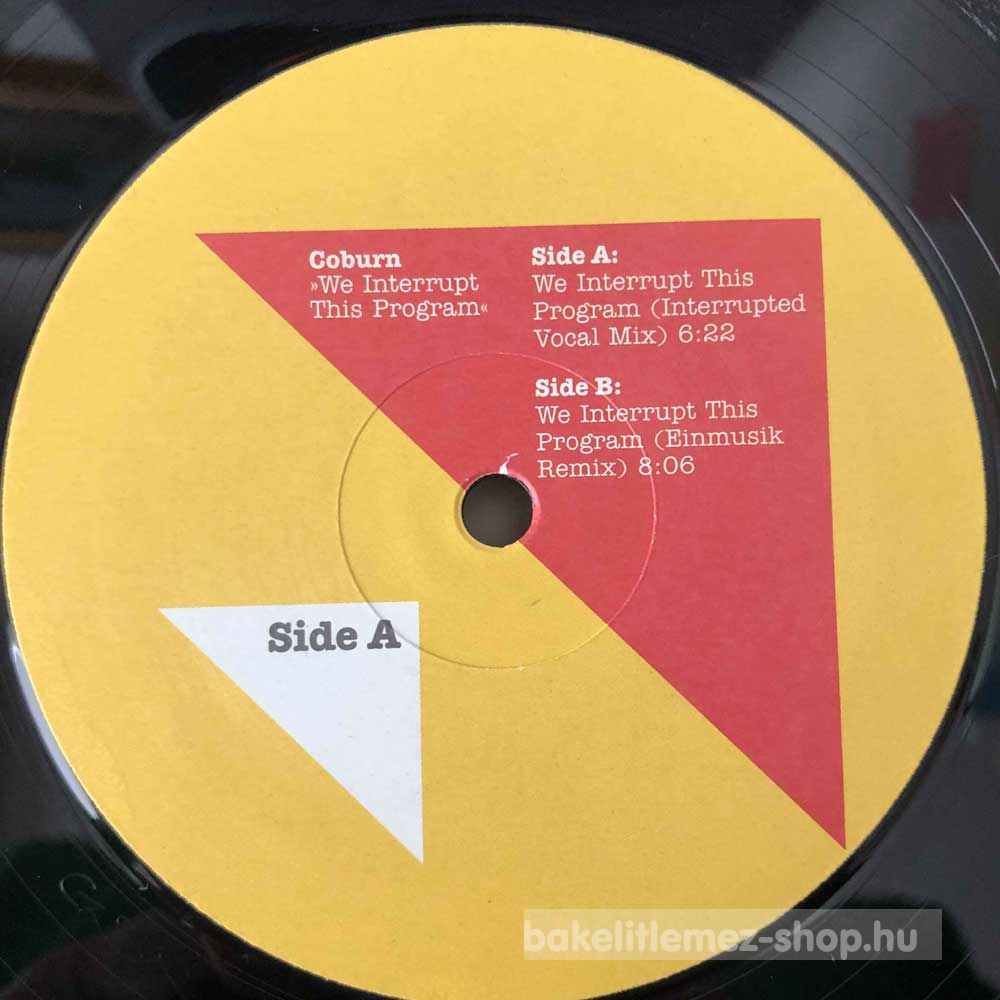 Coburn
»We Interrupt
This Program«
Side A:
We Interrupt This
Program (Interrupted
Vocal Mix) 6:22
Side B:
We Interrupt This
Program (Einmusik
Remix) 8:06
Side A
bakelitlemez-shop.hu